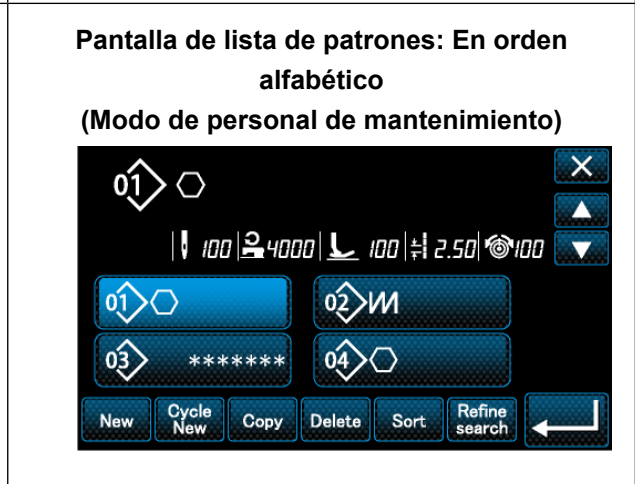 Pantalla de lista de patrones: En orden
alfabético
(Modo de personal de mantenimiento)
01
100 4000 100 2.50 100
01 02
03 ******* 04
New Cycle New Copy Delete Sort Refine search